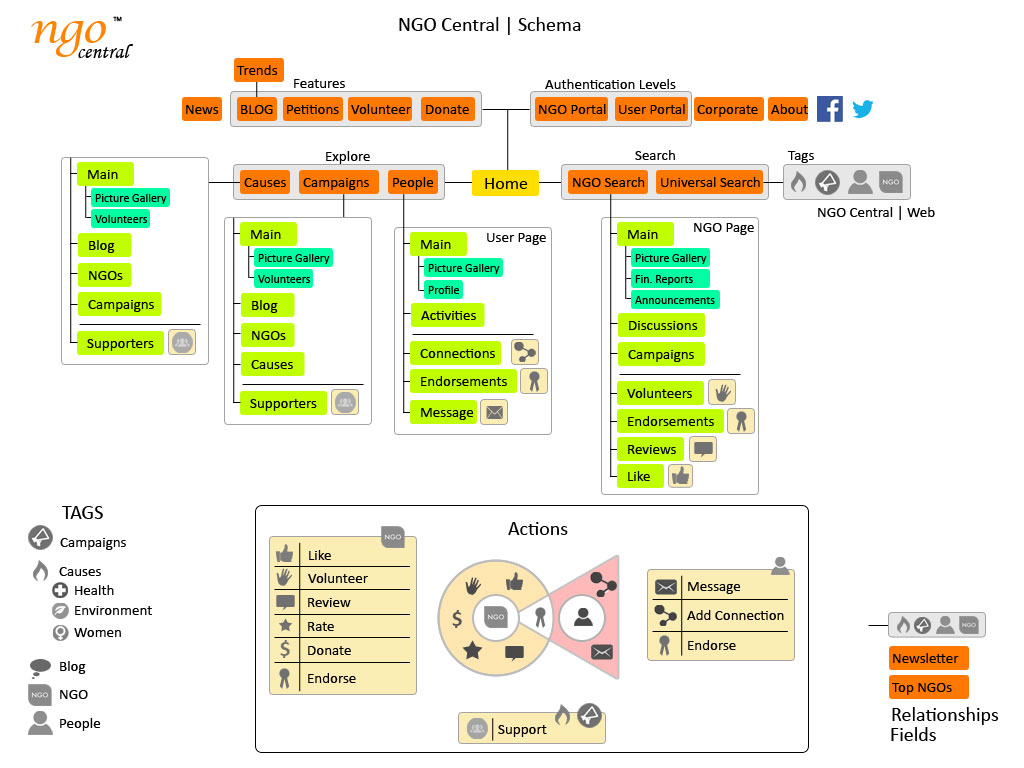 ngo™
central
NGO Central | Schema
Trends
Features
Authentication Levels
News
BLOG
Petitions
Volunteer
Donate
NGO Portal
User Portal
Corporate
About
Explore
Search
Tags
Causes
Campaigns
People
Home
NGO Search
Universal Search
NGO
NGO Central | Web
Main
Picture Gallery
Volunteers
Blog
NGOs
Campaigns
Supporters
Main
Picture Gallery
Volunteers
Blog
NGOs
Causes
Supporters
User Page
Main
Picture Gallery
Profile
Activities
Connections
Endorsements
Message
NGO Page
Main
Picture Gallery
Fin. Reports
Announcements
Discussions
Campaigns
Volunteers
Endorsements
Reviews
Like
TAGS
Campaigns
Causes
Health
Environment
Women
Blog
NGO
NGO
People
Actions
NGO
Like
Volunteer
Review
Rate
$ Donate
Endorse
$
NGO
Message
Add Connection
Endorse
Support
NGO
Newsletter
Top NGOs
Relationships
Fields